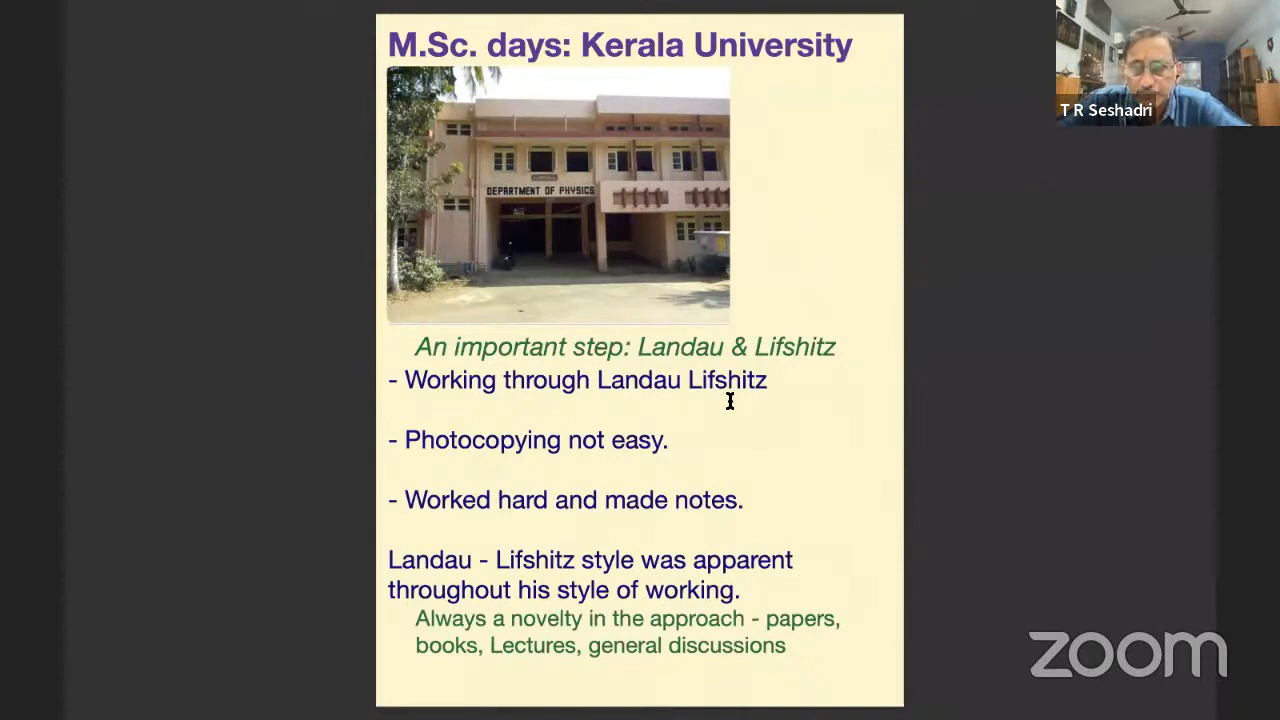 M.Sc. days: Kerala University
T R Seshadri
DEPARTMENT OF PHYSICS
An important step: Landau & Lifshitz
- Working through Landau Lifshitz
- Photocopying not easy.
- Worked hard and made notes.
Landau - Lifshitz style was apparent
throughout his style of working.
Always a novelty in the approach - papers,
books, Lectures, general discussions
zoom